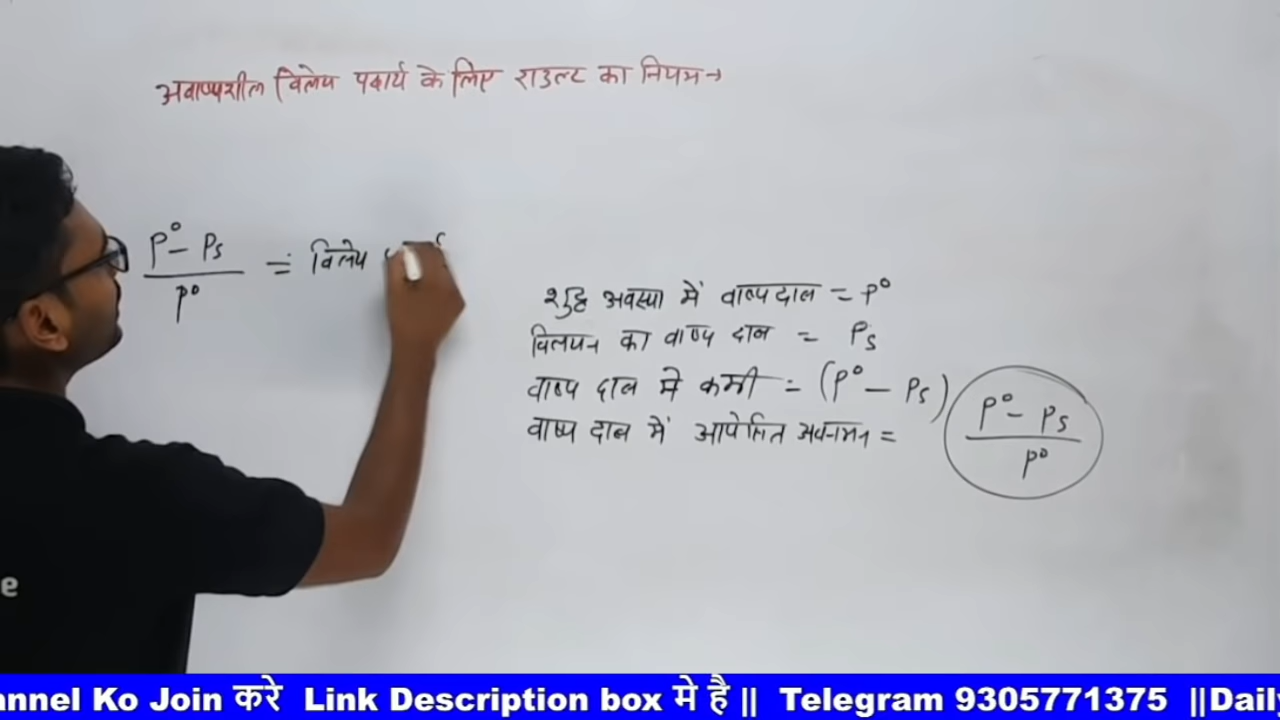 अवाष्पशील विलेय पदार्थ के लिए राउल्ट का नियम →
P° - Ps / P° = विलेय
शुद्ध अवस्था में वाष्पदाब = P°
विलयन का वाष्प दाब = Ps
वाष्प दाब में कमी = (P° - Ps)
वाष्प दाब में आपेक्षित अवनमन = P° - Ps / P°
e
nnel Ko Join करे Link Description box मे है || Telegram 9305771375 ||Daily